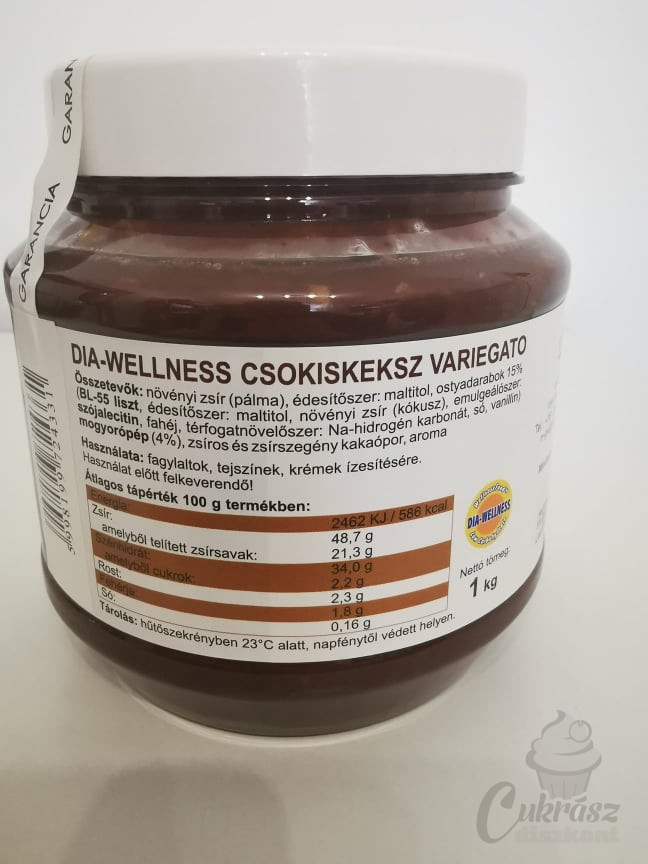 GARAN
GARANCIA
DIA-WELLNESS CSOKISKEKSZ VARIEGATO
Összetevők: növényi zsír (pálma), édesítőszer: maltitol, ostyadarabok 15%
(BL-55 liszt, édesítőszer: maltitol, növényi zsír (kókusz), emulgeálószer:
szójalecitin, fahéj, térfogatnövelőszer: Na-hidrogén karbonát, só, vanillin)
mogyorópép (4%), zsíros és zsírszegény kakaópor, aroma
Használata: fagylaltok, tejszínek, krémek ízesítésére.
Használat előtt felkeverendő!
Átlagos tápérték 100 g termékben:
Energia: 2462 KJ / 586 kcal
Zsír: 48,7 g
amelyből telített zsírsavak: 21,3 g
Szénhidrát: 34,0 g
amelyből cukrok: 2,2 g
Rost: 2,3 g
Fehérje: 1,8 g
Só: 0,16 g
Tárolás: hűtőszekrényben 23°C alatt, napfénytől védett helyen.
DIA-WELLNESS
Nettó tömeg:
1 kg
Cukrász
diszkont